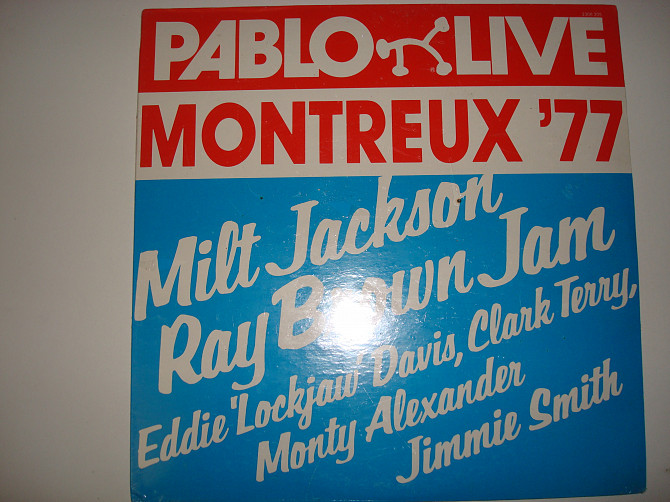 PABLO LIVE
MONTREUX '77
Milt Jackson
Ray Brown Jam
Eddie 'Lockjaw' Davis, Clark Terry,
Monty Alexander
Jimmie Smith